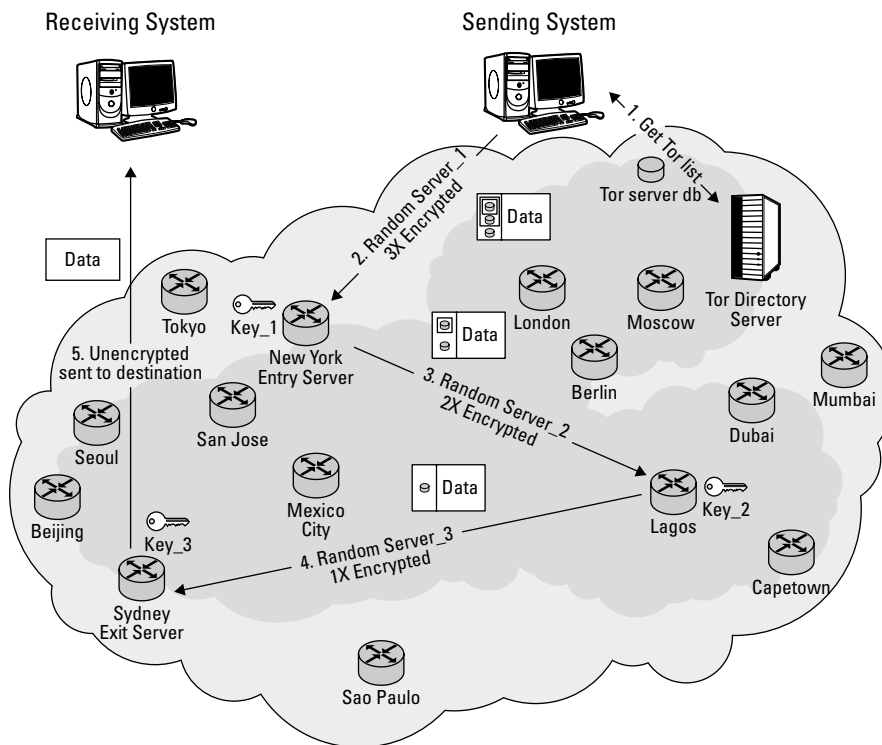 Receiving System
Sending System
1. Get Tor list
Tor server db
2. Random Server_1
3X Encrypted
Data
Data
Tokyo
Key_1
New York
Entry Server
London
Moscow
Tor Directory
Server
Data
5. Unencrypted
sent to destination
Berlin
Mumbai
3. Random Server_2
2X Encrypted
Seoul
San Jose
Dubai
Data
Mexico
City
Lagos
Key_2
Beijing
Key_3
4. Random Server_3
1X Encrypted
Capetown
Sydney
Exit Server
Sao Paulo